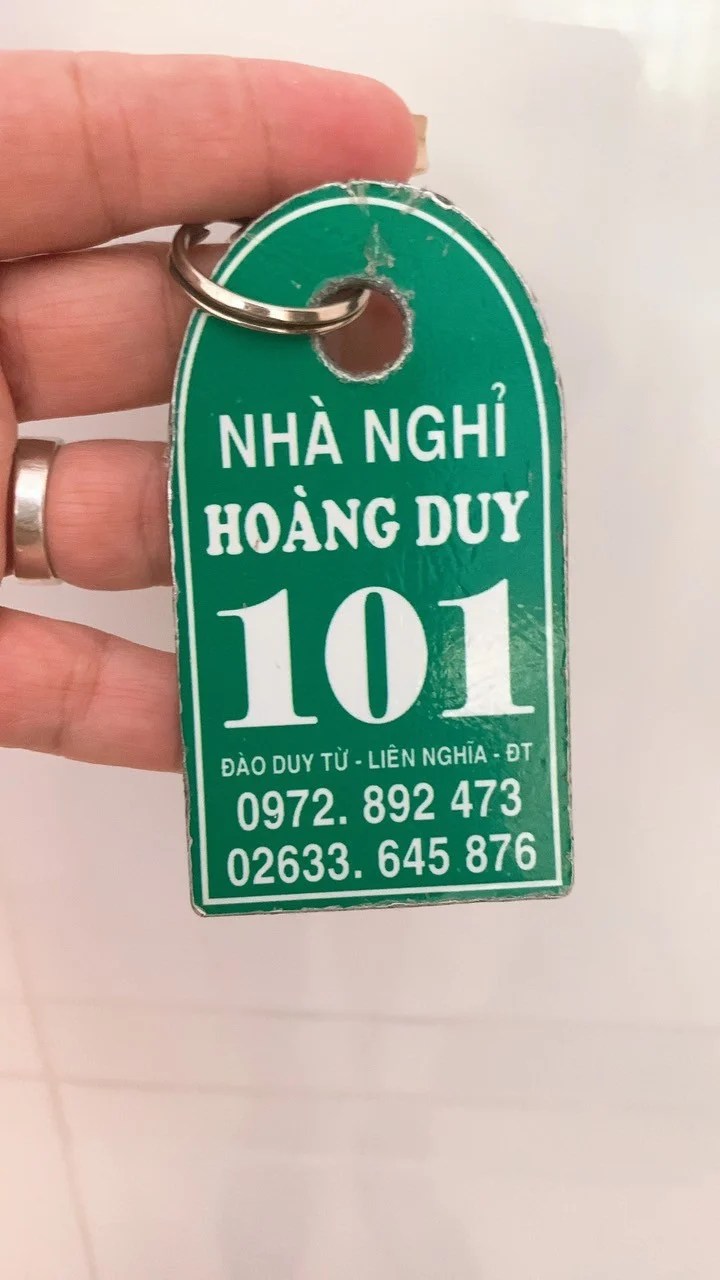 NHÀ NGHỈ
HOÀNG DUY
101
ĐÀO DUY TỪ - LIÊN NGHĨA - ĐT
0972. 892 473
02633. 645 876